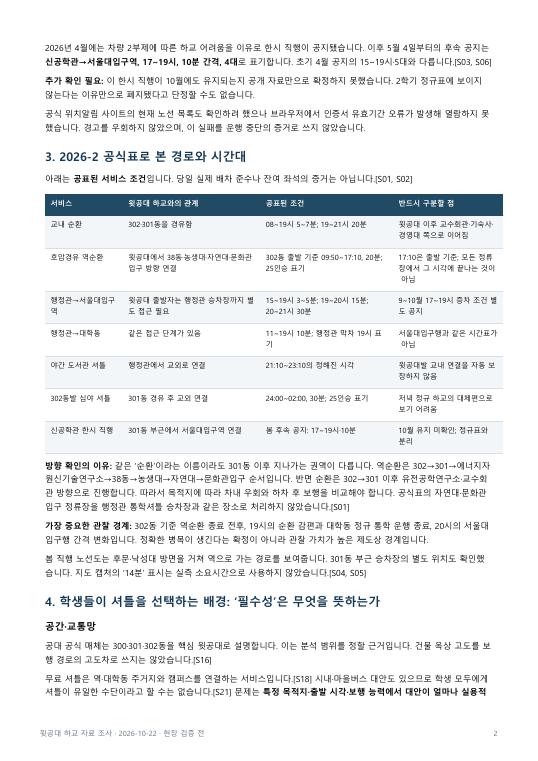 2026년 4월에는 차량 2부제에 따른 하교 어려움을 이유로 한시 직행이 공지됐습니다. 이후 5월 4일부터의 후속 공지는
신공학관→서울대입구역, 17~19시, 10분 간격, 4대로 표기합니다. 초기 4월 공지의 15~19시·5대와 다릅니다.[S03, S06]
추가 확인 필요: 이 한시 직행이 10월에도 유지되는지 공개 자료만으로 확정하지 못했습니다. 2학기 정규표에 보이지
않는다는 이유만으로 폐지됐다고 단정할 수도 없습니다.
공식 위치알림 사이트의 현재 노선 목록도 확인하려 했으나 브라우저에서 인증서 유효기간 오류가 발생해 열람하지 못
했습니다. 경고를 우회하지 않았으며, 이 실패를 운행 중단의 증거로 쓰지 않았습니다.
3. 2026-2 공식표로 본 경로와 시간대
아래는 공표된 서비스 조건입니다. 당일 실제 배차 준수나 잔여 좌석의 증거는 아닙니다.[S01, S02]
서비스 윗공대 하교와의 관계 공표된 조건 반드시 구분할 점
교내 순환 302·301동을 경유함 08~19시 5~7분; 19~21시 20분 윗공대 이후 교수회관·기숙사·
경영대 쪽으로 이어짐
호암경유 역순환 윗공대에서 38동·농생대·자연대·문화관 302동 출발 기준 09:50~17:10, 20분; 17:10은 출발 기준; 모든 정류
입구 방향 연결 25인승 표기 장에서 그 시각에 끝나는 것이
아님
행정관→서울대입구 윗공대 출발자는 행정관 승차장까지 별 15~19시 3~5분; 19~20시 15분; 9~10월 17~19시 증차 조건 별
역 도 접근 필요 20~21시 30분 도 공지
행정관→대학동 같은 접근 단계가 있음 11~19시 10분; 행정관 막차 19시 표 서울대입구행과 같은 시간표가
기 아님
야간 도서관 셔틀 행정관에서 교외로 연결 21:10~23:10의 정해진 시각 윗공대발 교내 연결을 자동 보
장하지 않음
302동발 심야 셔틀 301동 경유 후 교외 연결 24:00~02:00, 30분; 25인승 표기 저녁 정규 하교의 대체편으로
보기 어려움
신공학관 한시 직행 301동 부근에서 서울대입구역 연결 봄 후속 공지: 17~19시·10분 10월 유지 미확인; 정규표와
분리
방향 확인의 이유: 같은 '순환'이라는 이름이라도 301동 이후 지나가는 권역이 다릅니다. 역순환은 302→301→에너지자
원신기술연구소→38동→농생대→자연대→문화관입구 순서입니다. 반면 순환은 302→301 이후 유전공학연구소·교수회
관 방향으로 진행합니다. 따라서 목적지에 따라 차내 우회와 하차 후 보행을 비교해야 합니다. 공식표의 자연대·문화관
입구 정류장을 행정관 통학셔틀 승차장과 같은 장소로 처리하지 않았습니다.[S01]
가장 중요한 관찰 경계: 302동 기준 역순환 종료 전후, 19시의 순환 감편과 대학동 정규 통학 운행 종료, 20시의 서울대
입구행 간격 변화입니다. 정확한 병목이 생긴다는 확정이 아니라 관찰 가치가 높은 제도상 경계입니다.
봄 직행 노선도는 후문·낙성대 방면을 거쳐 역으로 가는 경로를 보여줍니다. 301동 부근 승차장의 별도 위치도 확인했
습니다. 지도 캡처의 '14분' 표시는 실측 소요시간으로 사용하지 않았습니다.[S04, S05]
4. 학생들이 셔틀을 선택하는 배경: '필수성'은 무엇을 뜻하는가
공간·교통망
공대 공식 매체는 300·301·302동을 핵심 윗공대로 설명합니다. 이는 분석 범위를 정할 근거입니다. 건물 옥상 고도를 보
행 경로의 고도차로 쓰지는 않았습니다.[S16]
무료 셔틀은 역·대학동 주거지와 캠퍼스를 연결하는 서비스입니다.[S18] 시내·마을버스 대안도 있으므로 학생 모두에게
셔틀이 유일한 수단이라고 할 수는 없습니다.[S21] 문제는 특정 목적지·출발 시각·보행 능력에서 대안이 얼마나 실용적
윗공대 하교 자료 조사 · 2026-10-22 · 현장 검증 전 2